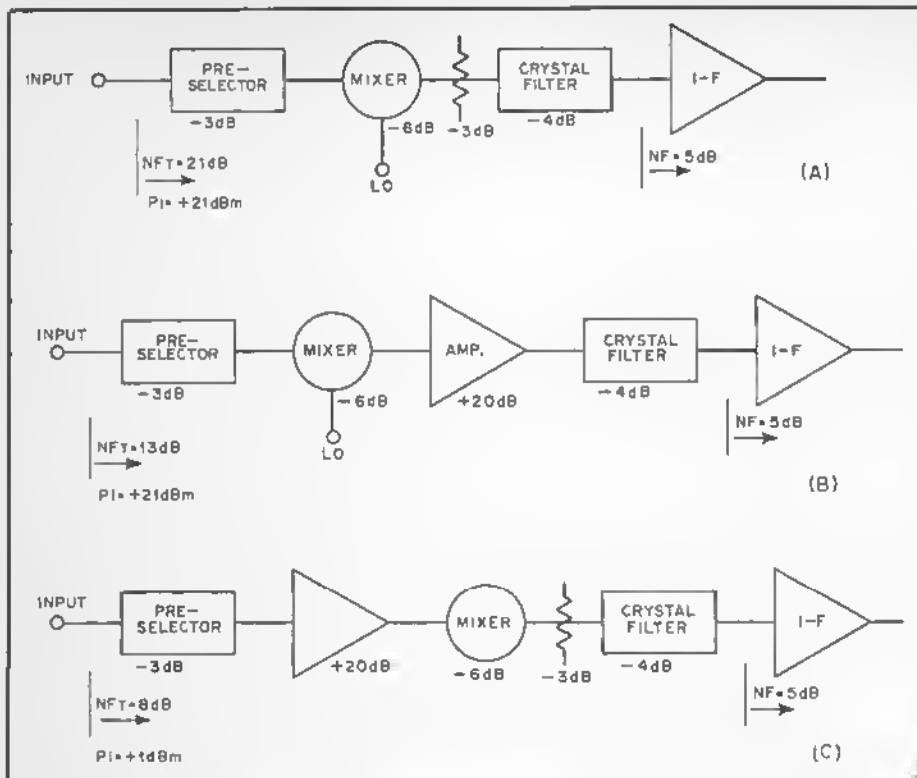 INPUT
PRE-
SELECTOR
-3dB
MIXER
-6dB
LO
-3dB
CRYSTAL
FILTER
-4dB
I-F
NFT=21dB
PI=+21dBm
NF=5dB
(A)
INPUT
PRE-
SELECTOR
-3dB
MIXER
-6dB
LO
AMP.
+20dB
CRYSTAL
FILTER
-4dB
I-F
NFT=13dB
PI=+21dBm
NF=5dB
(B)
INPUT
PRE-
SELECTOR
-3dB
+20dB
MIXER
-6dB
-3dB
CRYSTAL
FILTER
-4dB
I-F
NFT=8dB
PI=+1dBm
NF=5dB
(C)